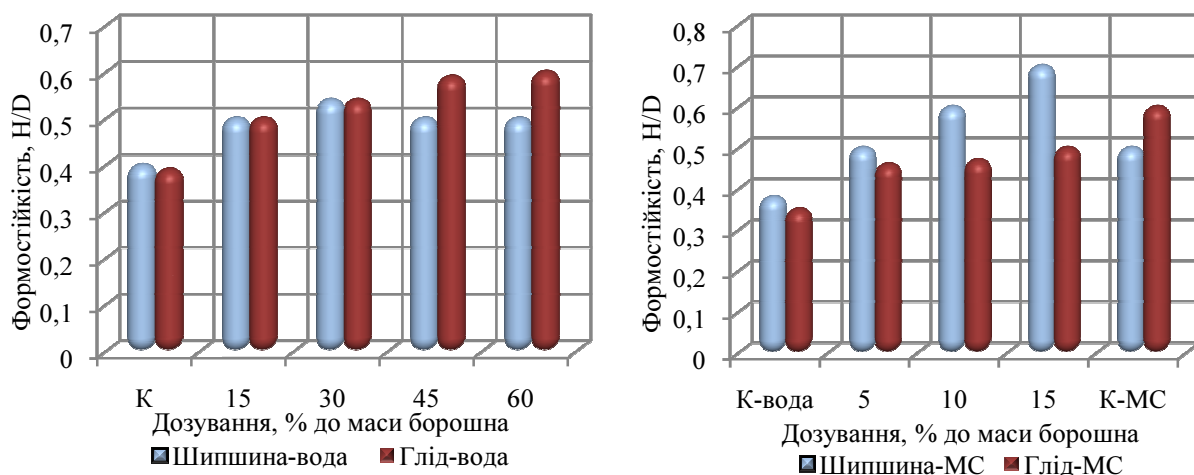 Формостійкість, H/D
0,7
0,6
0,5
0,4
0,3
0,2
0,1
0
К 15 30 45 60
Дозування, % до маси борошна
Шипшина-вода Глід-вода
Формостійкість, H/D
0,8
0,7
0,6
0,5
0,4
0,3
0,2
0,1
0
К-вода 5 10 15 К-МС
Дозування, % до маси борошна
Шипшина-МС Глід-МС